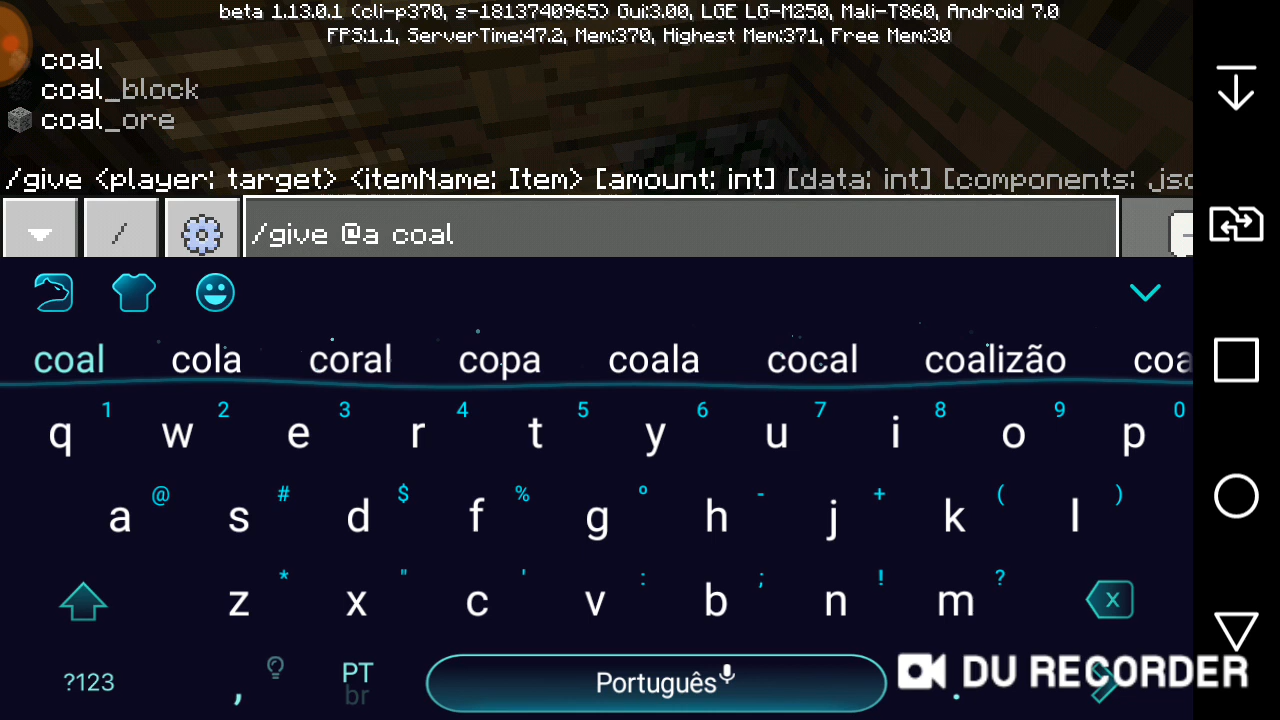 beta 1.13.0.1 (cli-p370, s-1813740965) Gui:3.00, LGE LG-M250, Mali-T860, Android 7.0
FPS:1.1, ServerTime:47.2, Mem:370, Highest Mem:371, Free Mem:30
coal
coal_block
coal_ore
/give <player: target> <itemName: Item> [amount: int] [data: int] [components: .jsc
/
/give @a coal
coal cola coral copa coala cocal coalizão coa
1 2 3 4 5 6 7 8 9 0
q w e r t y u i o p
@ # $ % º - + ( )
a s d f g h j k l
* " ' : ; ! ?
z x c v b n m
?123 , PT br Português .
DU RECORDER